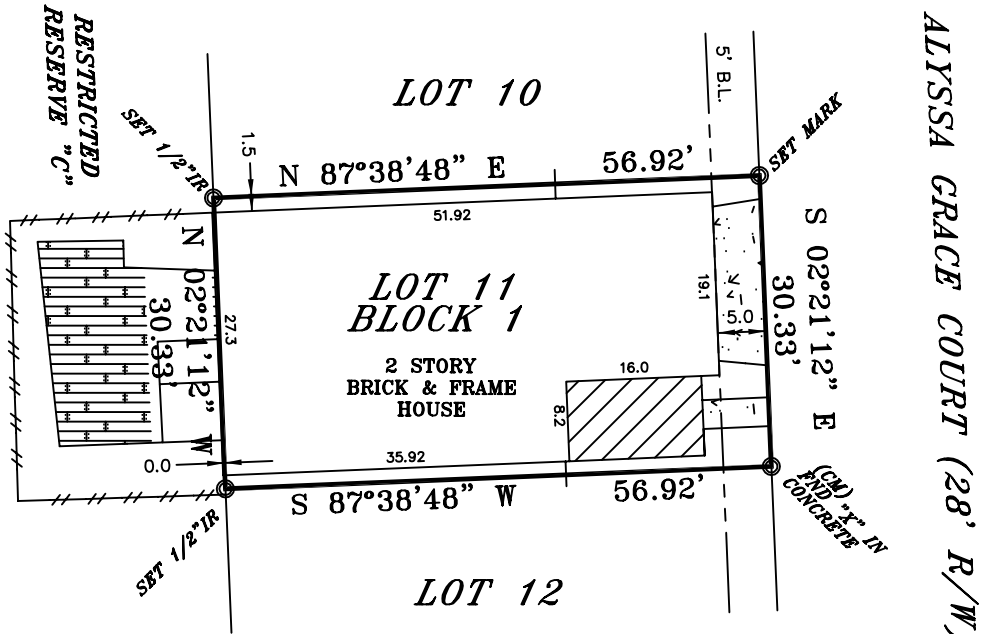 ALYSSA GRACE COURT (28' R/W)
RESTRICTED
RESERVE "C"
LOT 10
5' B.L.
SET MARK
SET 1/2"IR
1.5
N 87°38'48" E
56.92'
51.92
S 02°21'12" E
30.33'
N 02°21'12" W
30.33'
27.3
LOT 11
BLOCK 1
2 STORY
BRICK & FRAME
HOUSE
19.1
5.0
16.0
8.2
0.0
35.92
S 87°38'48" W
56.92'
(CM)
FND "X" IN
CONCRETE
SET 1/2"IR
LOT 12